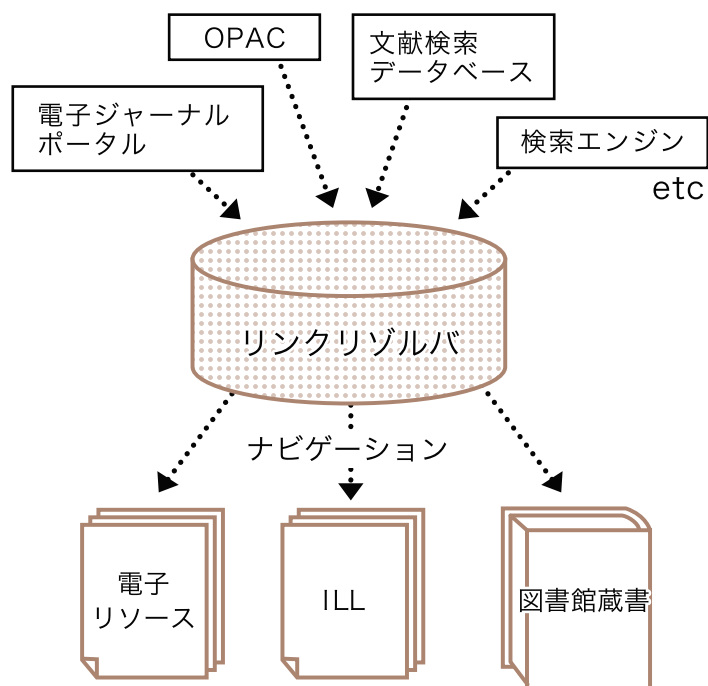 OPAC
文献検索
データベース
電子ジャーナル
ポータル
検索エンジン
etc
リンクリゾルバ
ナビゲーション
電子
リソース
ILL
図書館蔵書